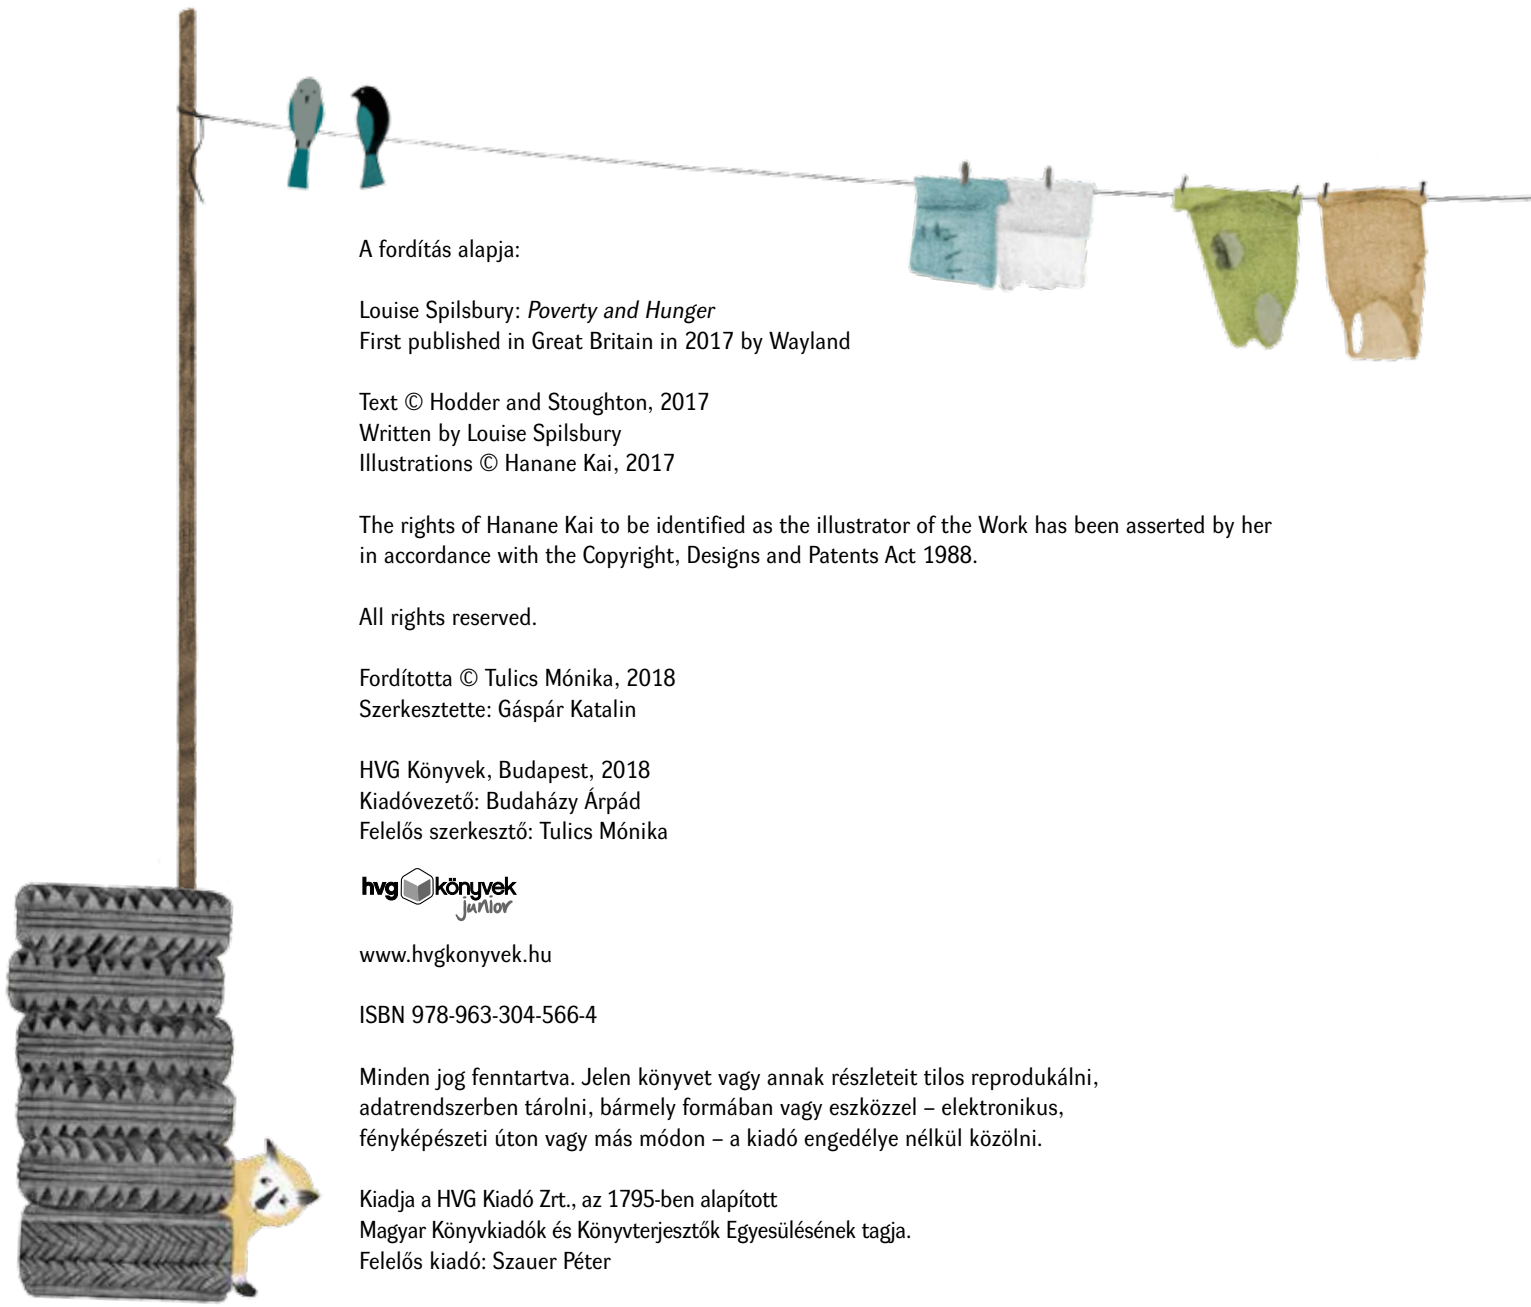 A fordítás alapja:
Louise Spilsbury: Poverty and Hunger
First published in Great Britain in 2017 by Wayland
Text © Hodder and Stoughton, 2017
Written by Louise Spilsbury
Illustrations © Hanane Kai, 2017
The rights of Hanane Kai to be identified as the illustrator of the Work has been asserted by her
in accordance with the Copyright, Designs and Patents Act 1988.
All rights reserved.
Fordította © Tulics Mónika, 2018
Szerkesztette: Gáspár Katalin
HVG Könyvek, Budapest, 2018
Kiadóvezető: Budaházy Árpád
Felelős szerkesztő: Tulics Mónika
hvg könyvek
junior
www.hvgkonyvek.hu
ISBN 978-963-304-566-4
Minden jog fenntartva. Jelen könyvet vagy annak részleteit tilos reprodukálni,
adatrendszerben tárolni, bármely formában vagy eszközzel – elektronikus,
fényképészeti úton vagy más módon – a kiadó engedélye nélkül közölni.
Kiadja a HVG Kiadó Zrt., az 1795-ben alapított
Magyar Könyvkiadók és Könyvterjesztők Egyesülésének tagja.
Felelős kiadó: Szauer Péter